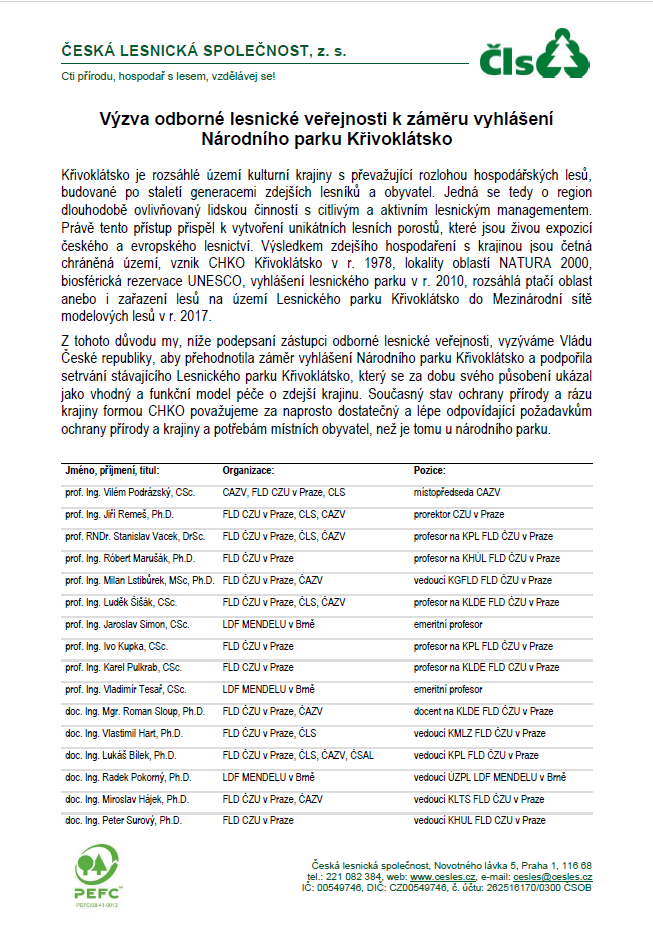 ČESKÁ LESNICKÁ SPOLEČNOST, z. s.
Cti přírodu, hospodař s lesem, vzdělávej se!
čls
Výzva odborné lesnické veřejnosti k záměru vyhlášení
Národního parku Křivoklátsko
Křivoklátsko je rozsáhlé území kulturní krajiny s převažující rozlohou hospodářských lesů,
budované po staletí generacemi zdejších lesníků a obyvatel. Jedná se tedy o region
dlouhodobě ovlivňovaný lidskou činností s citlivým a aktivním lesnickým managementem.
Právě tento přístup přispěl k vytvoření unikátních lesních porostů, které jsou živou expozicí
českého a evropského lesnictví. Výsledkem zdejšího hospodaření s krajinou jsou četná
chráněná území, vznik CHKO Křivoklátsko v r. 1978, lokality oblastí NATURA 2000,
biosférická rezervace UNESCO, vyhlášení lesnického parku v r. 2010, rozsáhlá ptačí oblast
anebo i zařazení lesů na území Lesnického parku Křivoklátsko do Mezinárodní sítě
modelových lesů v r. 2017.
Z tohoto důvodu my, níže podepsaní zástupci odborné lesnické veřejnosti, vyzýváme Vládu
České republiky, aby přehodnotila záměr vyhlášení Národního parku Křivoklátsko a podpořila
setrvání stávajícího Lesnického parku Křivoklátsko, který se za dobu svého působení ukázal
jako vhodný a funkční model péče o zdejší krajinu. Současný stav ochrany přírody a rázu
krajiny formou CHKO považujeme za naprosto dostatečný a lépe odpovídající požadavkům
ochrany přírody a krajiny a potřebám místních obyvatel, než je tomu u národního parku.
Jméno, příjmení, titul: Organizace: Pozice:
prof. Ing. Vilém Podrázský, CSc. CAZV, FLD CZU v Praze, CLS místopředseda CAZV
prof. Ing. Jiří Remeš, Ph.D. FLD CZU v Praze, CLS, CAZV prorektor CZU v Praze
prof. RNDr. Stanislav Vacek, DrSc. FLD ČZU v Praze, ČLS, ČAZV profesor na KPL FLD ČZU v Praze
prof. Ing. Róbert Marušák, Ph.D. FLD ČZU v Praze profesor na KHÚL FLD ČZU v Praze
prof. Ing. Milan Lstibůrek, MSc, Ph.D. FLD ČZU v Praze, ČAZV vedoucí KGFLD FLD ČZU v Praze
prof. Ing. Luděk Šišák, CSc. FLD ČZU v Praze, ČLS, ČAZV profesor na KLDE FLD ČZU v Praze
prof. Ing. Jaroslav Simon, CSc. LDF MENDELU v Brně emeritní profesor
prof. Ing. Ivo Kupka, CSc. FLD ČZU v Praze profesor na KPL FLD ČZU v Praze
prof. Ing. Karel Pulkrab, CSc. FLD CZU v Praze profesor na KLDE FLD CZU v Praze
prof. Ing. Vladimír Tesař, CSc. LDF MENDELU v Brně emeritní profesor
doc. Ing. Mgr. Roman Sloup, Ph.D. FLD ČZU v Praze, ČAZV docent na KLDE FLD ČZU v Praze
doc. Ing. Vlastimil Hart, Ph.D. FLD ČZU v Praze, ČLS vedoucí KMLZ FLD ČZU v Praze
doc. Ing. Lukáš Bílek, Ph.D. FLD ČZU v Praze, ČLS, ČAZV, ČSAL vedoucí KPL FLD ČZU v Praze
doc. Ing. Radek Pokorný, Ph.D. LDF MENDELU v Brně vedoucí ÚZPL LDF MENDELU v Brně
doc. Ing. Miroslav Hájek, Ph.D. FLD ČZU v Praze, ČAZV vedoucí KLTS FLD ČZU v Praze
doc. Ing. Peter Surový, Ph.D. FLD CZU v Praze vedoucí KHUL FLD CZU v Praze
PEFC™
PEFC/08-41-0013
Česká lesnická společnost, Novotného lávka 5, Praha 1, 116 68
tel.: 221 082 384, web: www.cesles.cz, e-mail: cesles@cesles.cz
IČ: 00549746, DIČ: CZ00549746, č. účtu: 262516170/0300 ČSOB